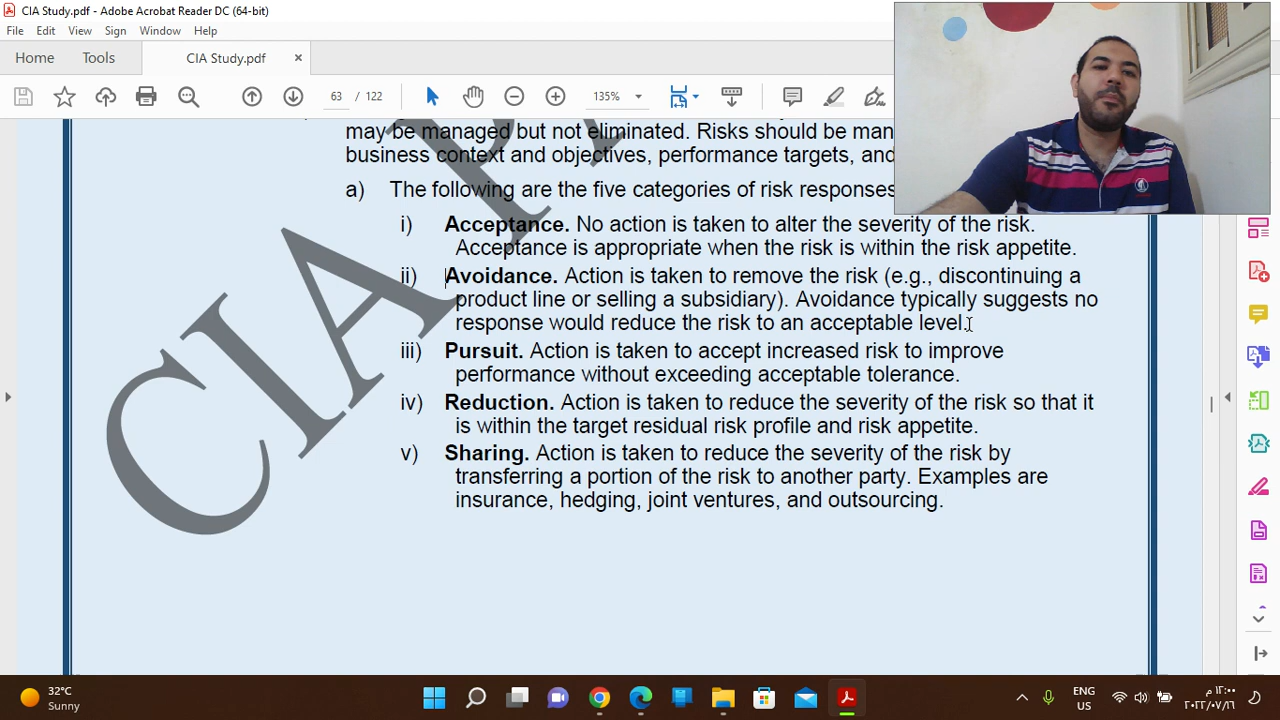 CIA Study.pdf - Adobe Acrobat Reader DC (64-bit)
File Edit View Sign Window Help
Home Tools CIA Study.pdf ×
63 / 122 135%
may be managed but not eliminated. Risks should be man
business context and objectives, performance targets, and
a) The following are the five categories of risk responses
i) Acceptance. No action is taken to alter the severity of the risk.
Acceptance is appropriate when the risk is within the risk appetite.
ii) Avoidance. Action is taken to remove the risk (e.g., discontinuing a
product line or selling a subsidiary). Avoidance typically suggests no
response would reduce the risk to an acceptable level.
iii) Pursuit. Action is taken to accept increased risk to improve
performance without exceeding acceptable tolerance.
iv) Reduction. Action is taken to reduce the severity of the risk so that it
is within the target residual risk profile and risk appetite.
v) Sharing. Action is taken to reduce the severity of the risk by
transferring a portion of the risk to another party. Examples are
insurance, hedging, joint ventures, and outsourcing.
CIA P
32°C
Sunny
ENG
US
١٢:٠٠ م
٢٠٢٢/٠٧/١٦